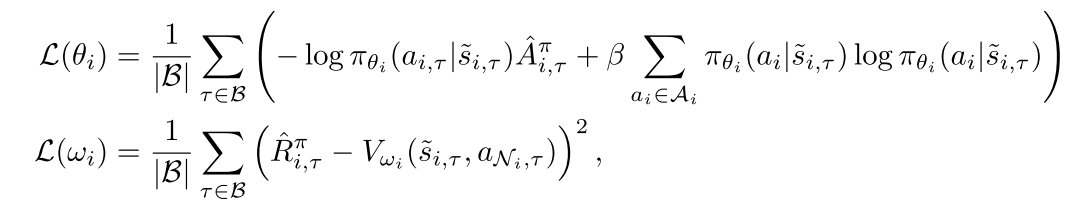 \mathcal{L}(\theta_i) = \frac{1}{|\mathcal{B}|} \sum_{\tau \in \mathcal{B}} \left( -\log \pi_{\theta_i}(a_{i,\tau}|\tilde{s}_{i,\tau}) \hat{A}^{\pi}_{i,\tau} + \beta \sum_{a_i \in \mathcal{A}_i} \pi_{\theta_i}(a_i|\tilde{s}_{i,\tau}) \log \pi_{\theta_i}(a_i|\tilde{s}_{i,\tau}) \right)
\mathcal{L}(\omega_i) = \frac{1}{|\mathcal{B}|} \sum_{\tau \in \mathcal{B}} \left( \hat{R}^{\pi}_{i,\tau} - V_{\omega_i}(\tilde{s}_{i,\tau}, a_{\mathcal{N}_i,\tau}) \right)^2,